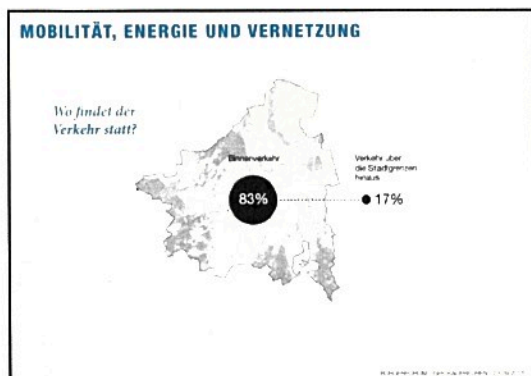 MOBILITÄT, ENERGIE UND VERNETZUNG
Wo findet der
Verkehr statt?
Binnenverkehr
Verkehr über
die Stadtgrenzen
hinaus
83%
17%